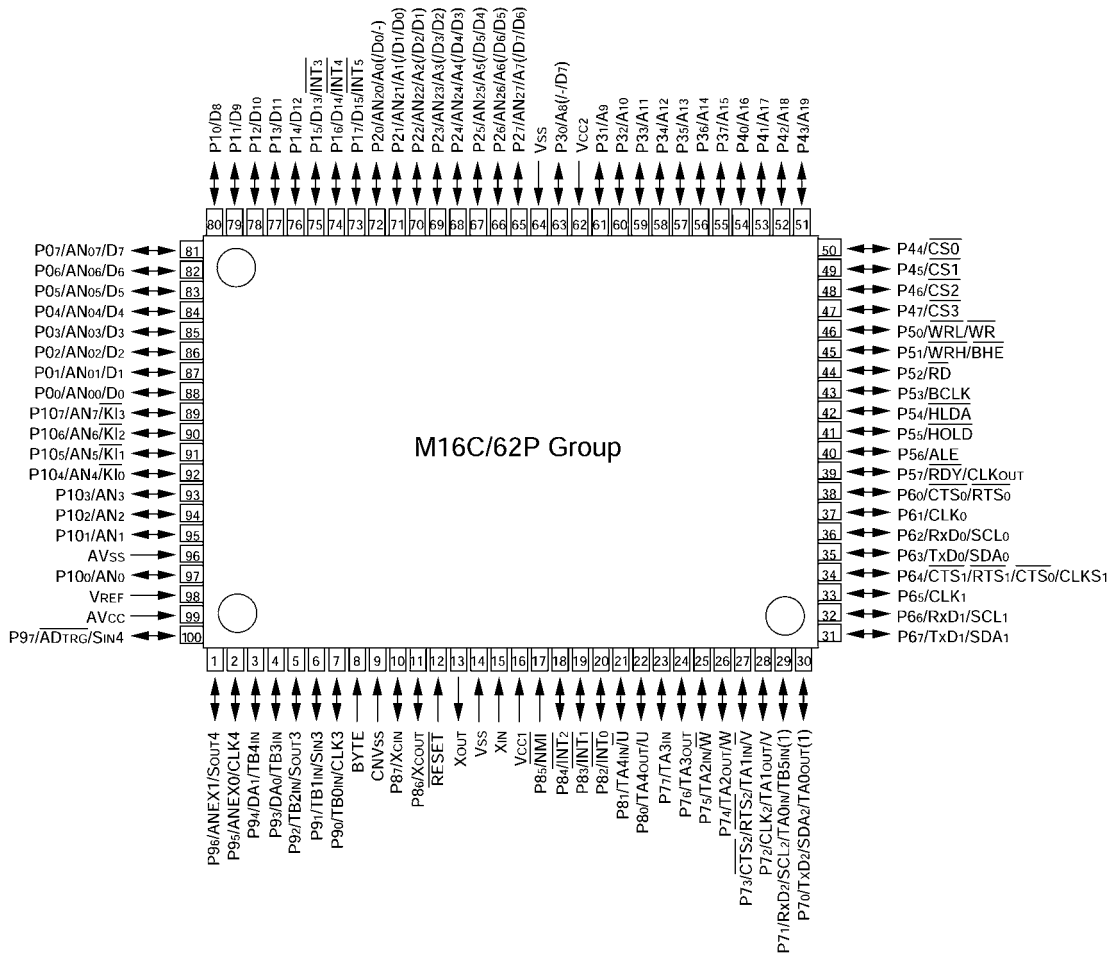 P10/D8
P11/D9
P12/D10
P13/D11
P14/D12
P15/D13/INT3
P16/D14/INT4
P17/D15/INT5
P20/AN20/A0(/D0/-)
P21/AN21/A1(/D1/D0)
P22/AN22/A2(/D2/D1)
P23/AN23/A3(/D3/D2)
P24/AN24/A4(/D4/D3)
P25/AN25/A5(/D5/D4)
P26/AN26/A6(/D6/D5)
P27/AN27/A7(/D7/D6)
VSS
P30/A8(/-/D7)
VCC2
P31/A9
P32/A10
P33/A11
P34/A12
P35/A13
P36/A14
P37/A15
P40/A16
P41/A17
P42/A18
P43/A19
80 79 78 77 76 75 74 73 72 71 70 69 68 67 66 65 64 63 62 61 60 59 58 57 56 55 54 53 52 51
P07/AN07/D7 81
P06/AN06/D6 82
P05/AN05/D5 83
P04/AN04/D4 84
P03/AN03/D3 85
P02/AN02/D2 86
P01/AN01/D1 87
P00/AN00/D0 88
P107/AN7/KI3 89
P106/AN6/KI2 90
P105/AN5/KI1 91
P104/AN4/KI0 92
P103/AN3 93
P102/AN2 94
P101/AN1 95
AVSS 96
P100/AN0 97
VREF 98
AVCC 99
P97/ADTRG/SIN4 100
M16C/62P Group
50 P44/CS0
49 P45/CS1
48 P46/CS2
47 P47/CS3
46 P50/WRL/WR
45 P51/WRH/BHE
44 P52/RD
43 P53/BCLK
42 P54/HLDA
41 P55/HOLD
40 P56/ALE
39 P57/RDY/CLKOUT
38 P60/CTS0/RTS0
37 P61/CLK0
36 P62/RxD0/SCL0
35 P63/TxD0/SDA0
34 P64/CTS1/RTS1/CTS0/CLKS1
33 P65/CLK1
32 P66/RxD1/SCL1
31 P67/TxD1/SDA1
1 2 3 4 5 6 7 8 9 10 11 12 13 14 15 16 17 18 19 20 21 22 23 24 25 26 27 28 29 30
P96/ANEX1/SOUT4
P95/ANEX0/CLK4
P94/DA1/TB4IN
P93/DA0/TB3IN
P92/TB2IN/SOUT3
P91/TB1IN/SIN3
P90/TB0IN/CLK3
BYTE
CNVSS
P87/XCIN
P86/XCOUT
RESET
XOUT
VSS
XIN
VCC1
P85/NMI
P84/INT2
P83/INT1
P82/INT0
P81/TA4IN/U
P80/TA4OUT/U
P77/TA3IN
P76/TA3OUT
P75/TA2IN/W
P74/TA2OUT/W
P73/CTS2/RTS2/TA1IN/V
P72/CLK2/TA1OUT/V
P71/RxD2/SCL2/TA0IN/TB5IN(1)
P70/TxD2/SDA2/TA0OUT(1)